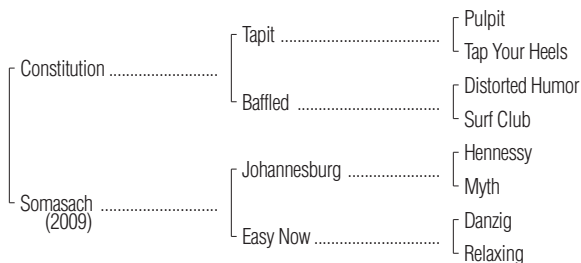 Pulpit
Tapit
Tap Your Heels
Constitution
Distorted Humor
Baffled
Surf Club
Hennessy
Johannesburg
Myth
Somasach
(2009)
Danzig
Easy Now
Relaxing